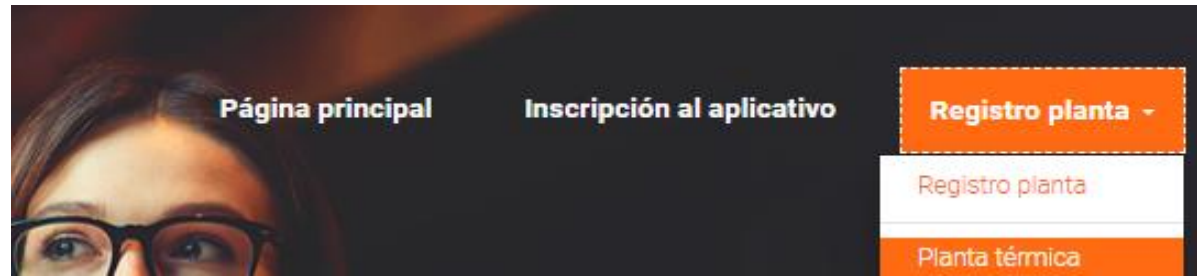 Página principal
Inscripción al aplicativo
Registro planta
Registro planta
Planta térmica